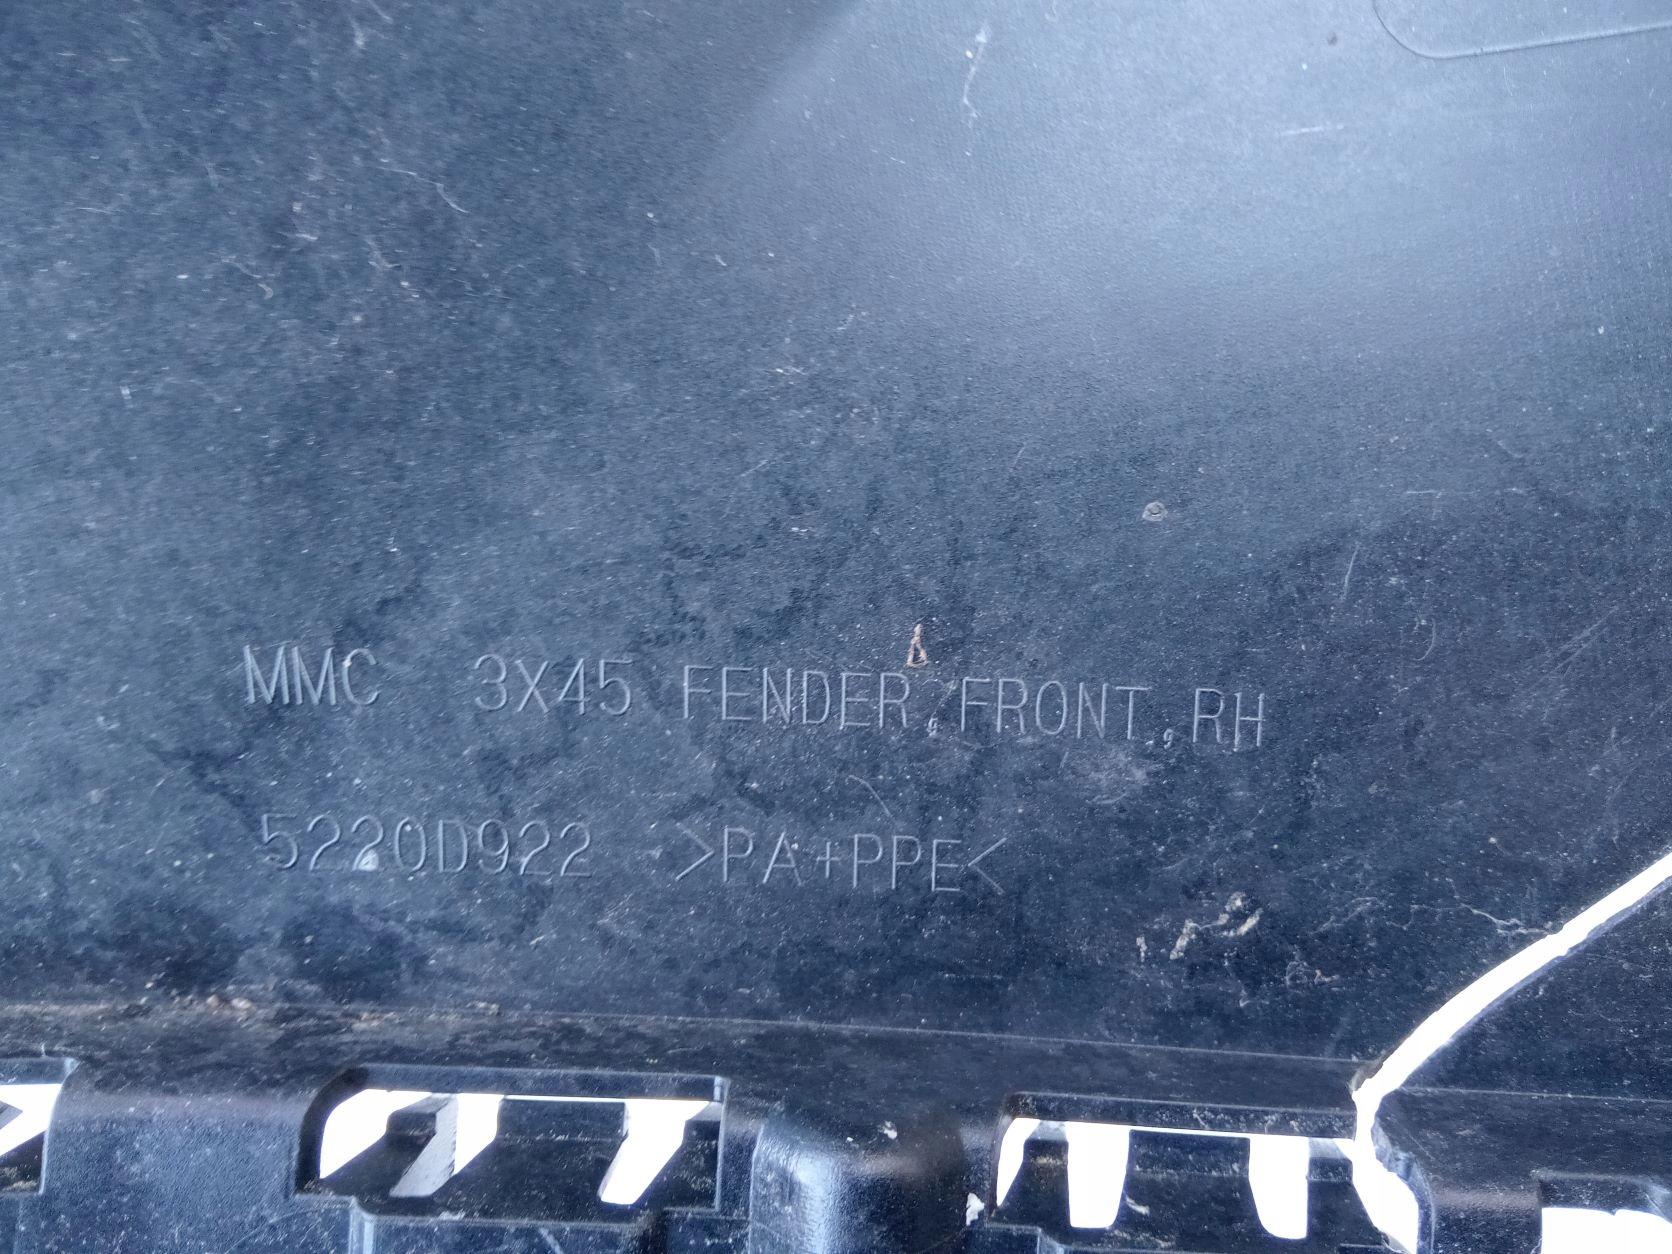 MMC 3X45 FENDER,FRONT,RH
5220D922 >PA+PPE<